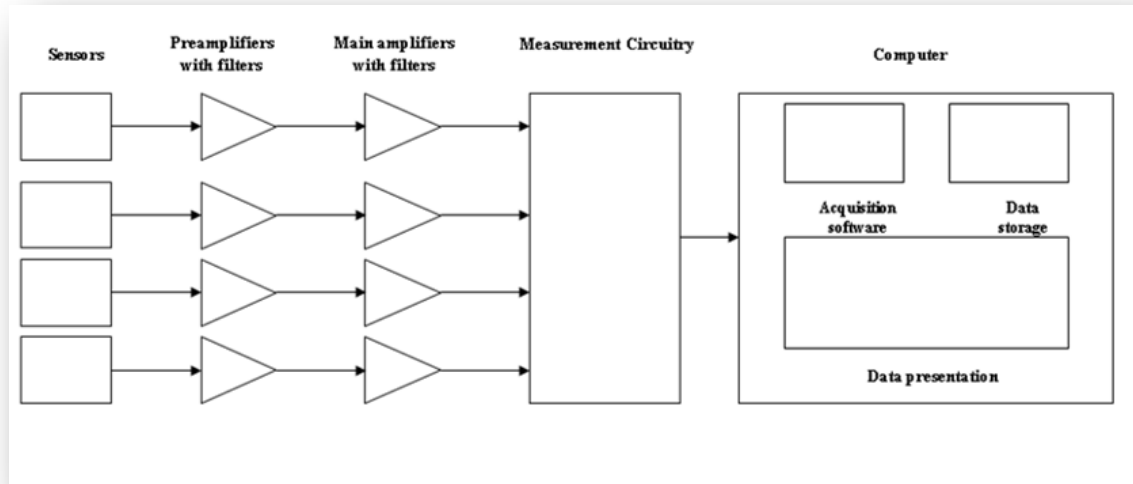 Sensors
Preamplifiers
with filters
Main amplifiers
with filters
Measurement Circuitry
Computer
Acquisition
software
Data
storage
Data presentation